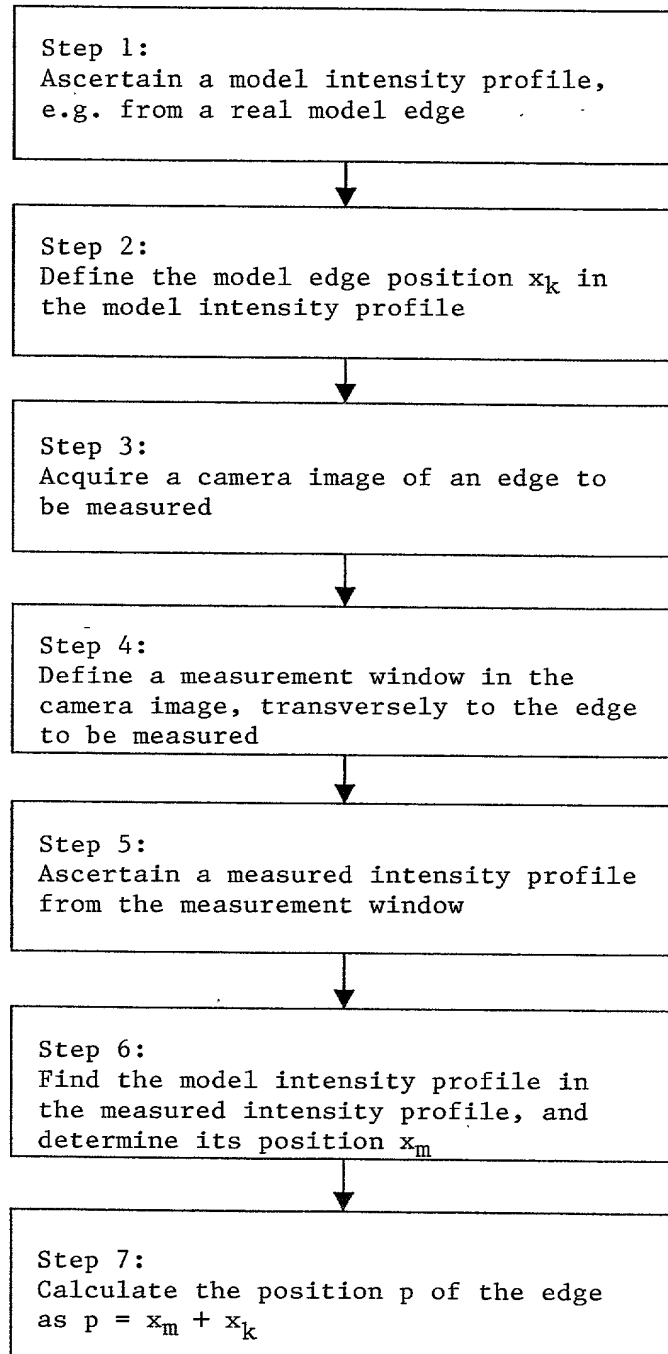 Step 1:
Ascertain a model intensity profile,
e.g. from a real model edge
Step 2:
Define the model edge position xk in
the model intensity profile
Step 3:
Acquire a camera image of an edge to
be measured
Step 4:
Define a measurement window in the
camera image, transversely to the edge
to be measured
Step 5:
Ascertain a measured intensity profile
from the measurement window
Step 6:
Find the model intensity profile in
the measured intensity profile, and
determine its position xm
Step 7:
Calculate the position p of the edge
as p = xm + xk